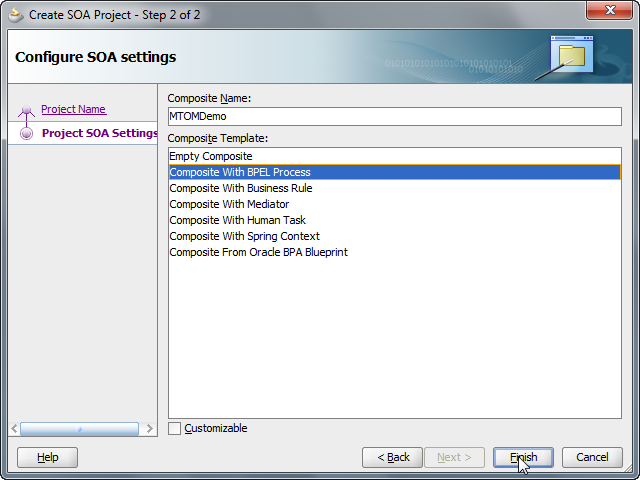 Create SOA Project - Step 2 of 2
Configure SOA settings
Project Name
Project SOA Settings
Composite Name:
MTOMDemo
Composite Template:
Empty Composite
Composite With BPEL Process
Composite With Business Rule
Composite With Mediator
Composite With Human Task
Composite With Spring Context
Composite From Oracle BPA Blueprint
Customizable
Help
< Back
Next >
Finish
Cancel